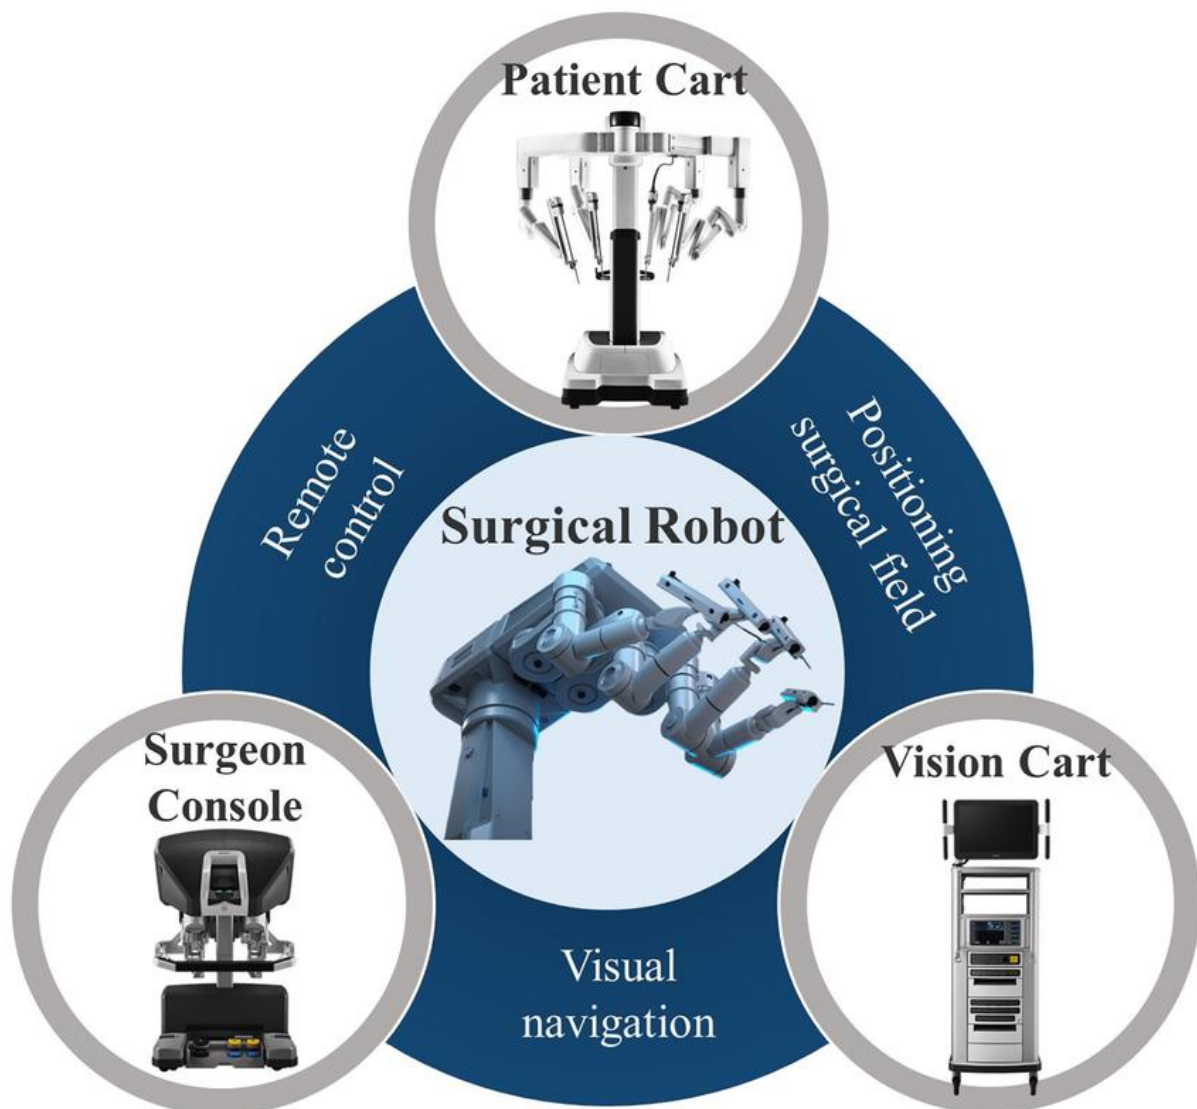 Patient Cart
Remote
control
Positioning
surgical field
Surgical Robot
Surgeon
Console
Vision Cart
Visual
navigation